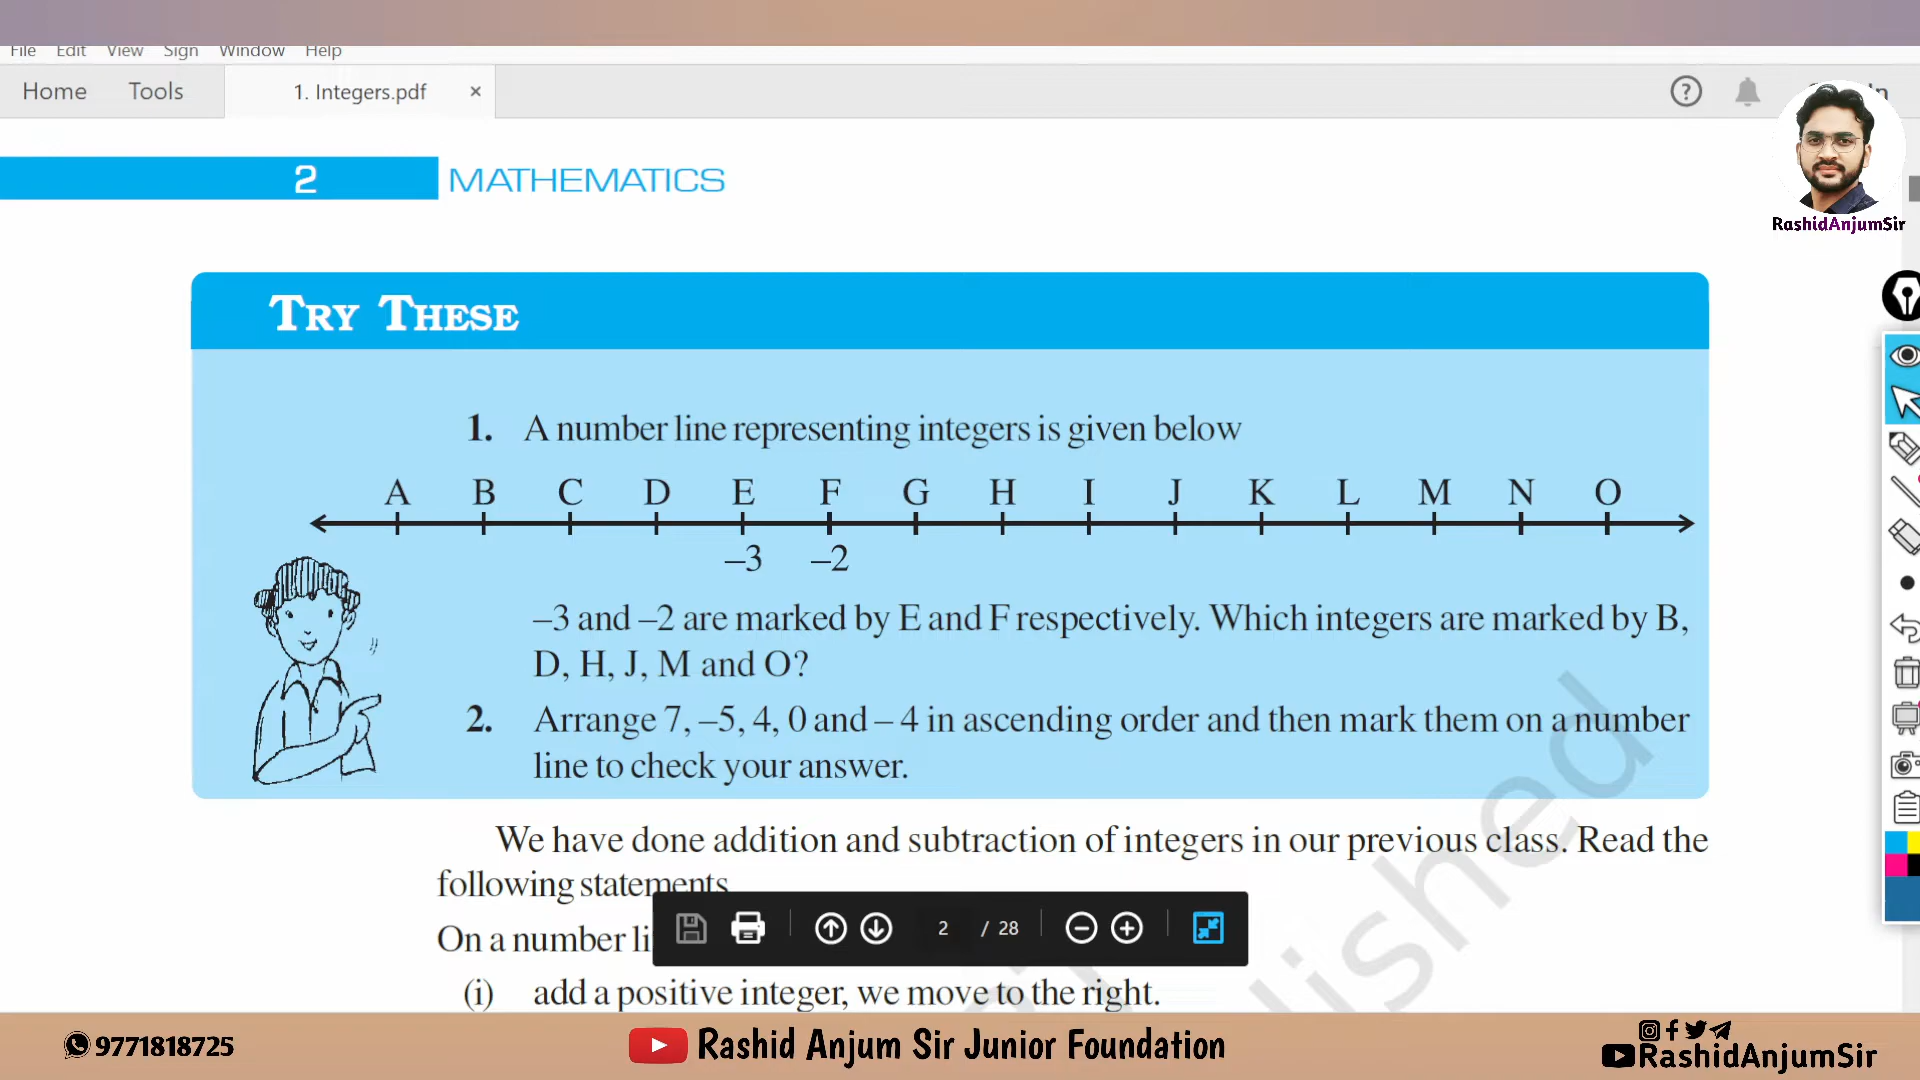 File Edit View Sign Window Help
Home Tools 1. Integers.pdf ×
RashidAnjumSir
2 MATHEMATICS
TRY THESE
1. A number line representing integers is given below
A B C D E F G H I J K L M N O
–3 –2
–3 and –2 are marked by E and F respectively. Which integers are marked by B,
D, H, J, M and O?
2. Arrange 7, –5, 4, 0 and – 4 in ascending order and then mark them on a number
line to check your answer.
We have done addition and subtraction of integers in our previous class. Read the
following statements
On a number li
2 / 28
(i) add a positive integer, we move to the right.
9771818725
Rashid Anjum Sir Junior Foundation
RashidAnjumSir